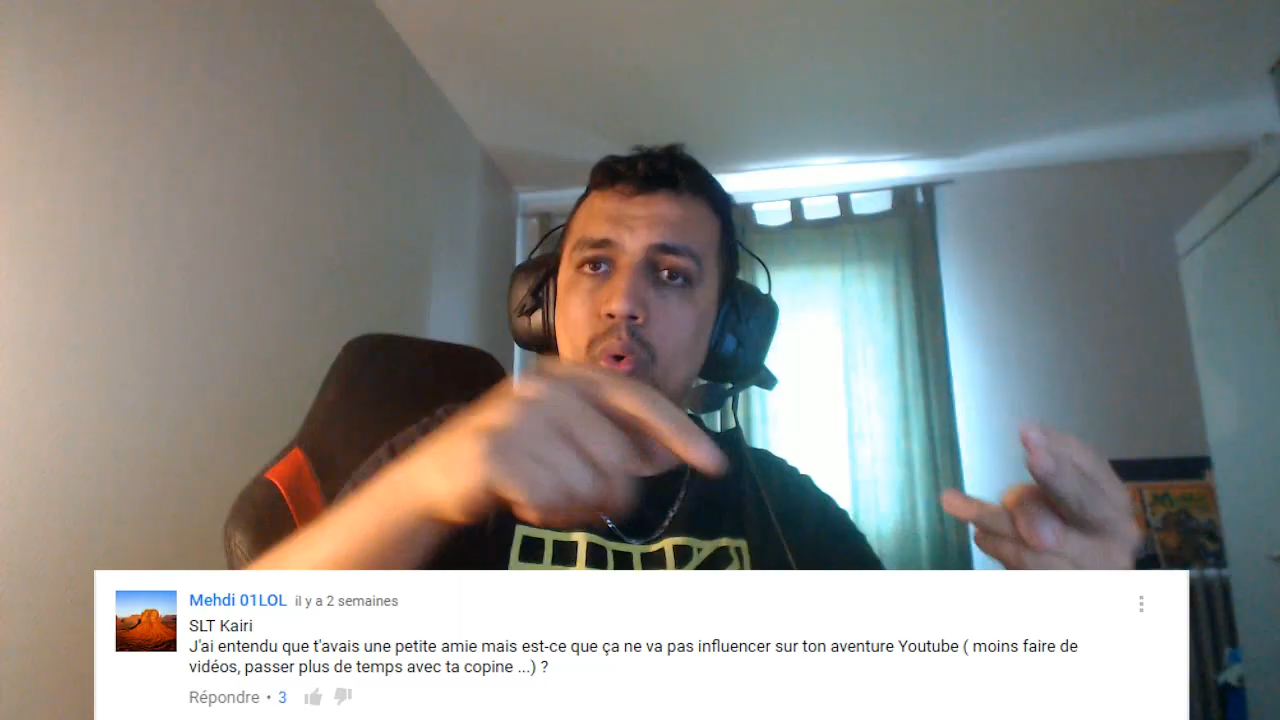 Mehdi 01LOL il y a 2 semaines
SLT Kairi
J'ai entendu que t'avais une petite amie mais est-ce que ça ne va pas influencer sur ton aventure Youtube ( moins faire de
vidéos, passer plus de temps avec ta copine ...) ?
Répondre • 3